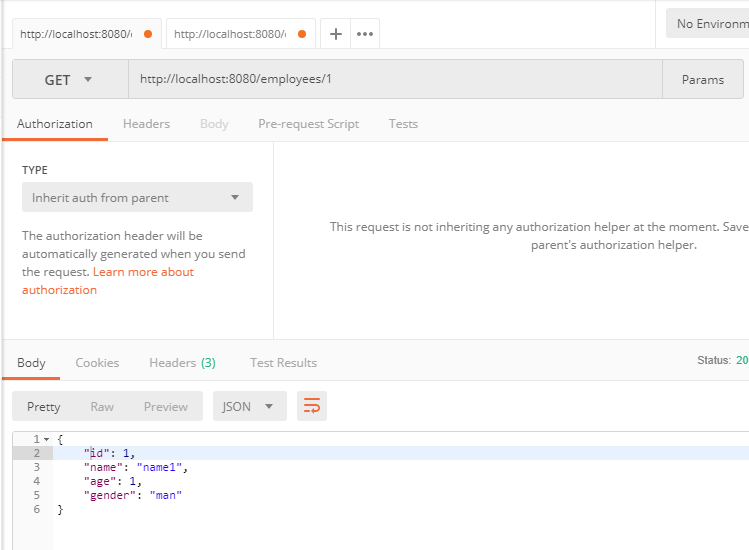 http://localhost:8080/e http://localhost:8080/e No Environm
GET http://localhost:8080/employees/1 Params
Authorization Headers Body Pre-request Script Tests
TYPE
Inherit auth from parent
The authorization header will be
automatically generated when you send
the request. Learn more about
authorization
This request is not inheriting any authorization helper at the moment. Save
parent's authorization helper.
Body Cookies Headers (3) Test Results Status: 20
Pretty Raw Preview JSON
1 {
2 "id": 1,
3 "name": "name1",
4 "age": 1,
5 "gender": "man"
6 }